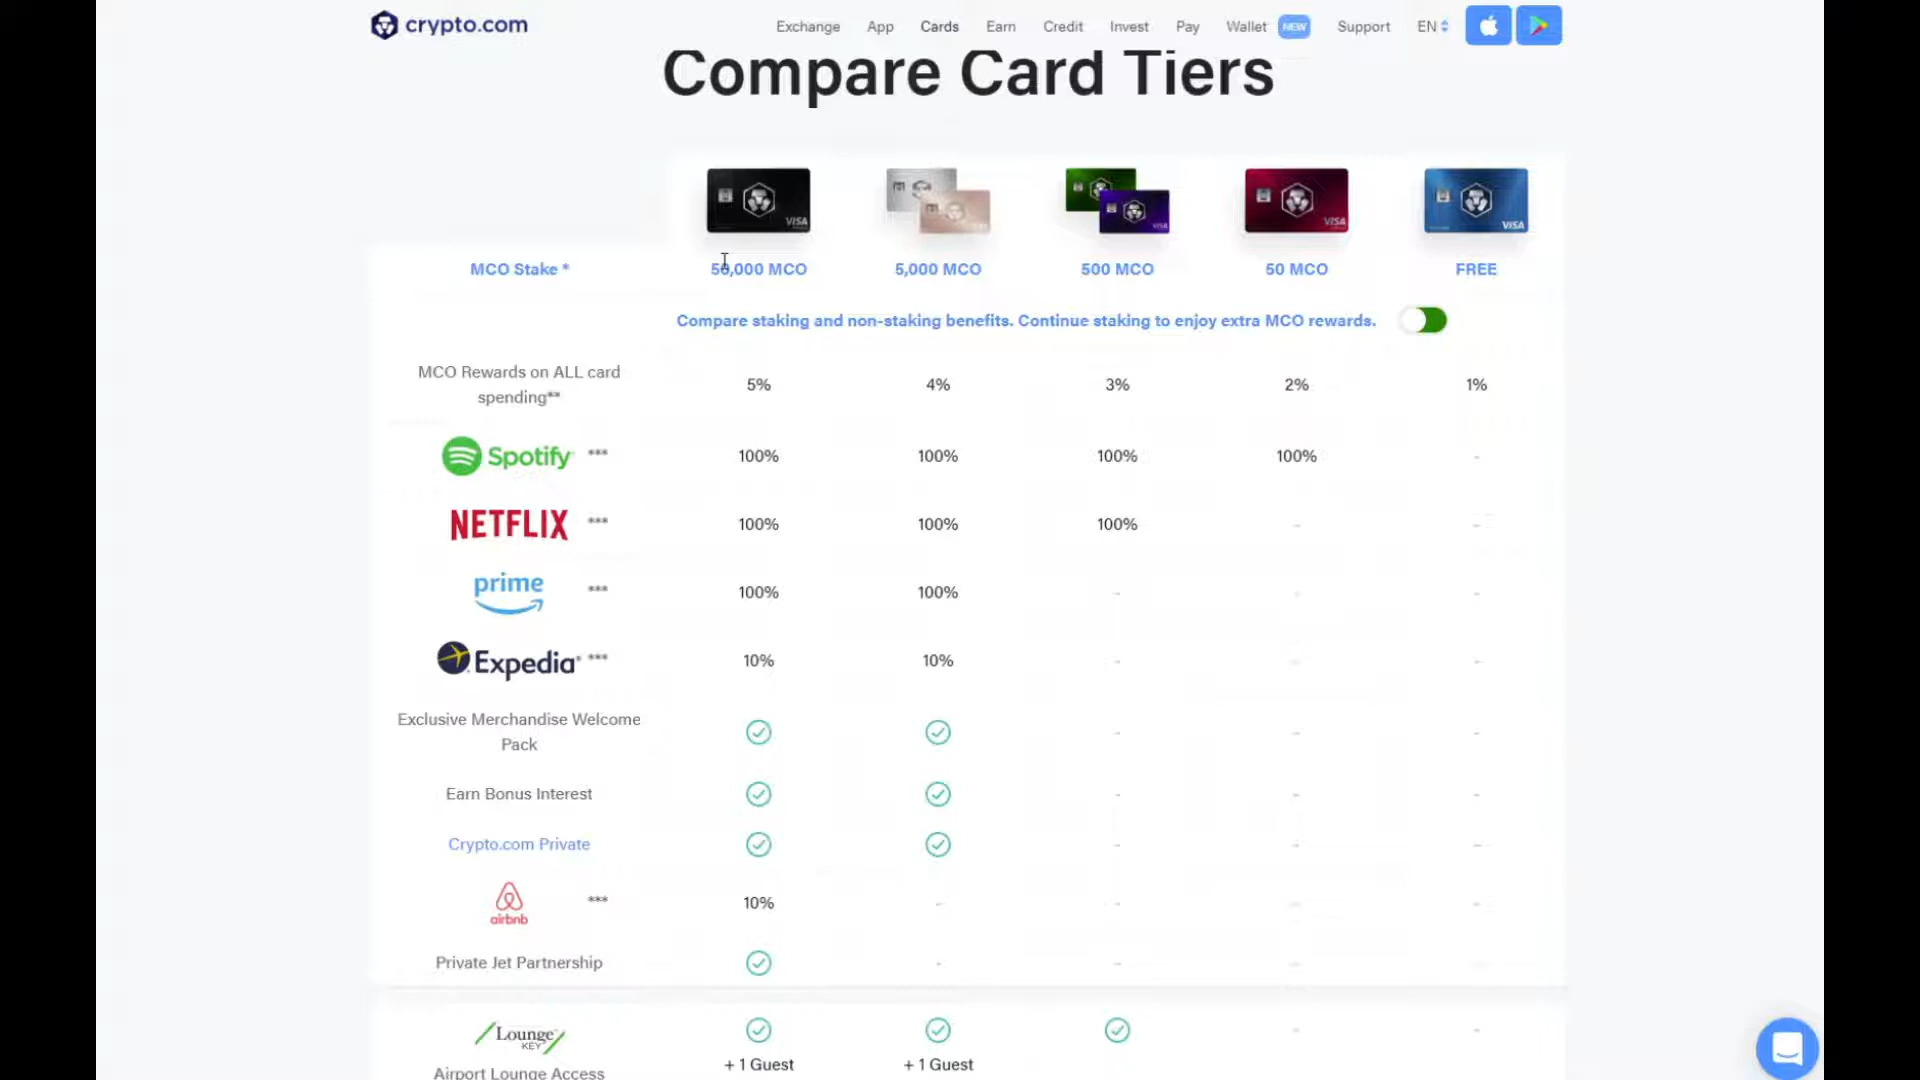 crypto.com
Exchange App Cards Earn Credit Invest Pay Wallet NEW Support EN
Compare Card Tiers
VISA VISA VISA VISA
MCO Stake * 50,000 MCO 5,000 MCO 500 MCO 50 MCO FREE
Compare staking and non-staking benefits. Continue staking to enjoy extra MCO rewards.
MCO Rewards on ALL card
spending** 5% 4% 3% 2% 1%
Spotify *** 100% 100% 100% 100% -
NETFLIX *** 100% 100% 100% - -
prime *** 100% 100% - - -
Expedia *** 10% 10% - - -
Exclusive Merchandise Welcome
Pack - - -
Earn Bonus Interest - - -
Crypto.com Private - - -
airbnb *** 10% - - - -
Private Jet Partnership - - - -
Lounge KEY - -
+ 1 Guest + 1 Guest
Airport Lounge Access